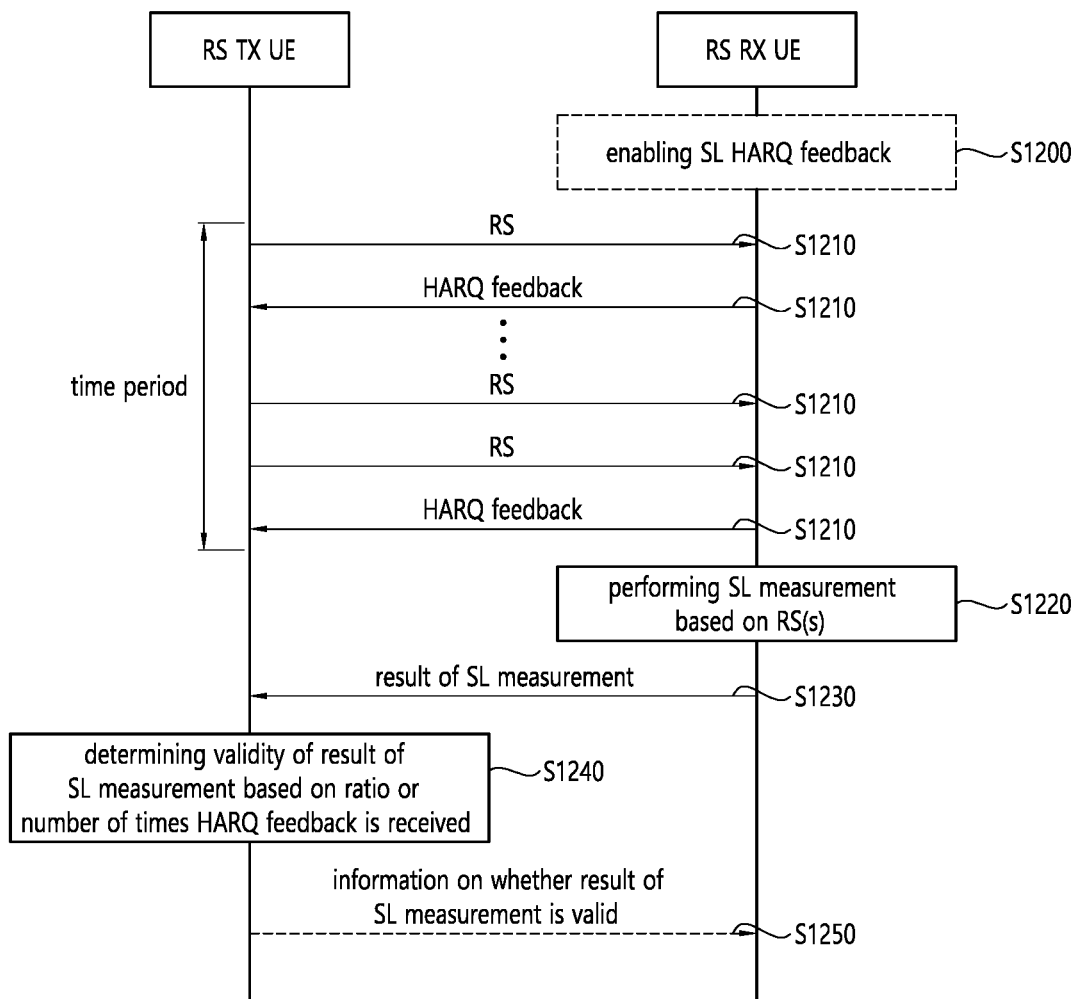 RS TX UE
RS RX UE
enabling SL HARQ feedback
S1200
RS
S1210
HARQ feedback
S1210
time period
RS
S1210
RS
S1210
HARQ feedback
S1210
performing SL measurement
based on RS(s)
S1220
result of SL measurement
S1230
determining validity of result of
SL measurement based on ratio or
number of times HARQ feedback is received
S1240
information on whether result of
SL measurement is valid
S1250